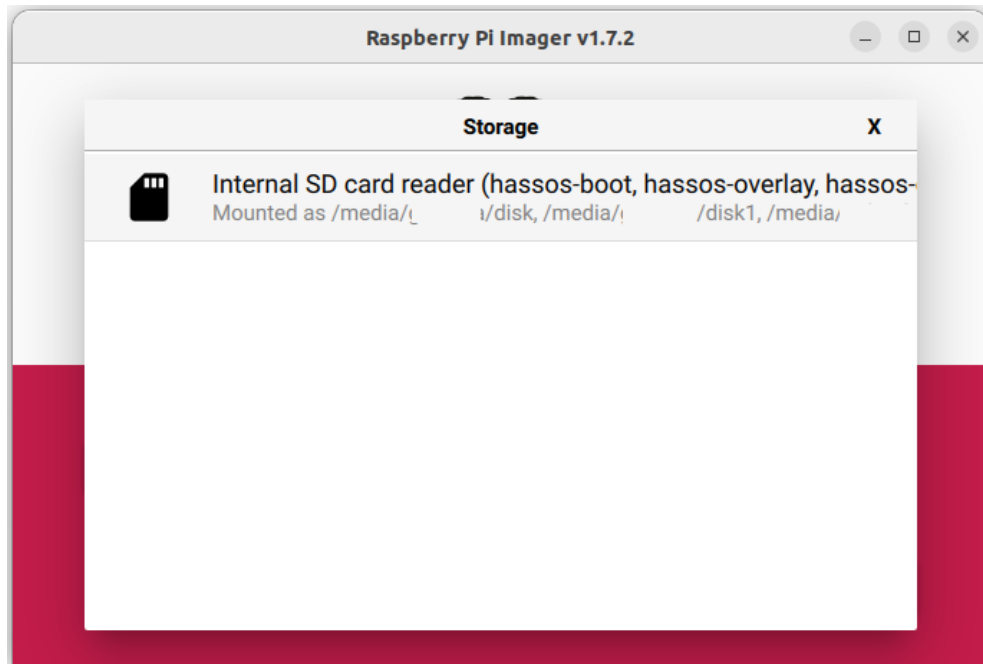 Raspberry Pi Imager v1.7.2
Storage X
Internal SD card reader (hassos-boot, hassos-overlay, hassos-
Mounted as /media/ /disk, /media/ /disk1, /media/